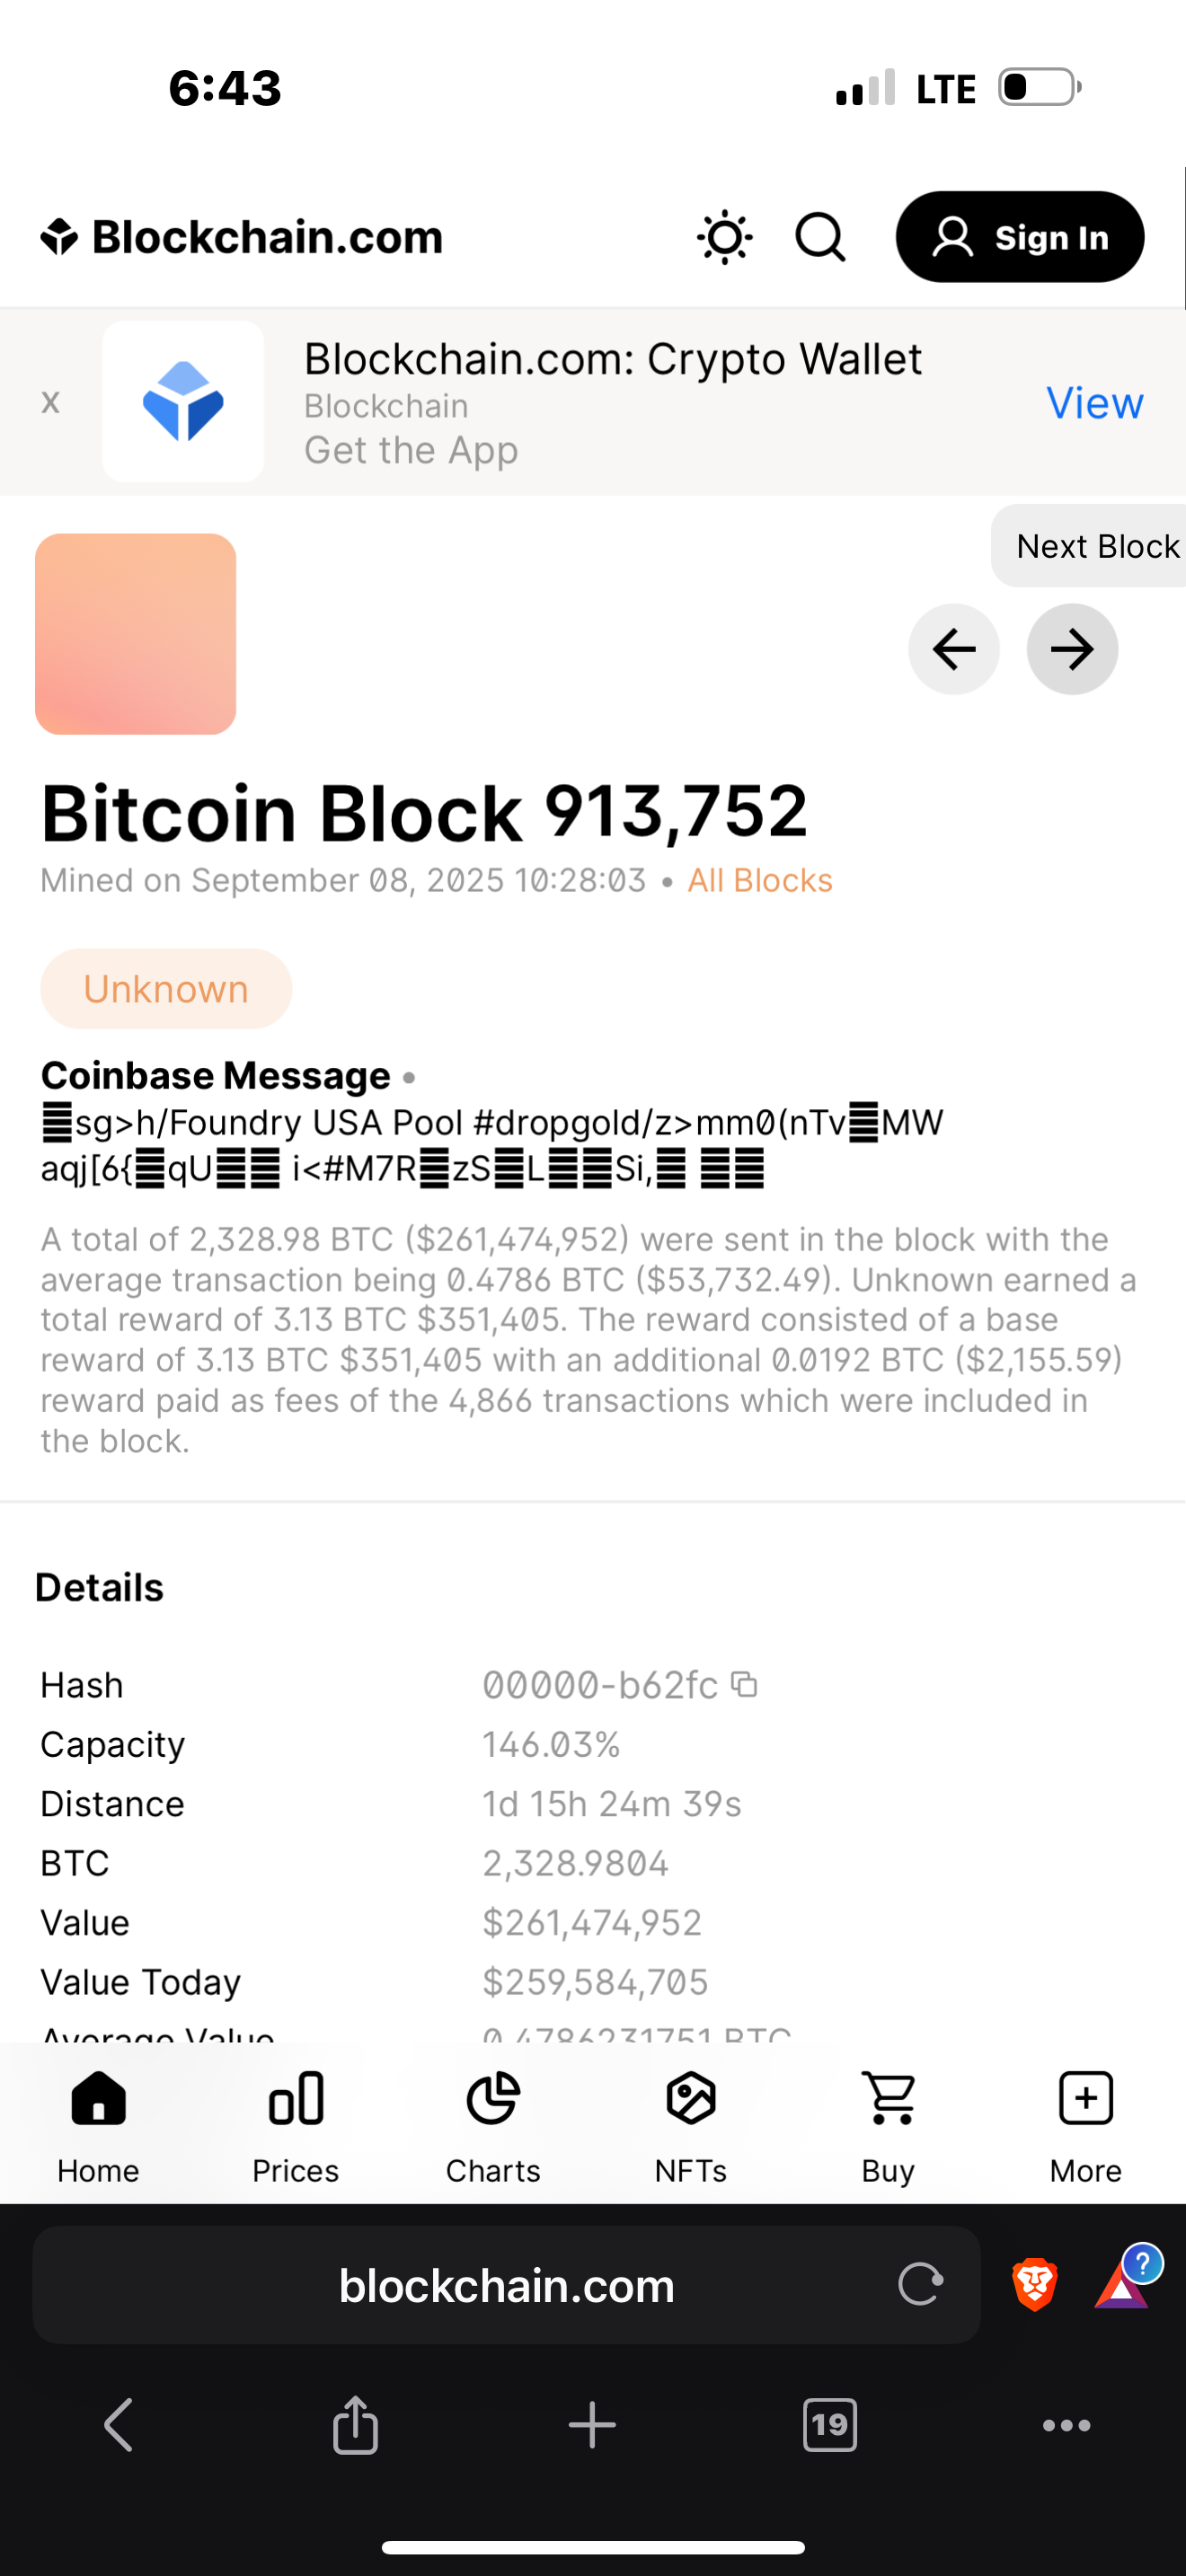 6:43
LTE
Blockchain.com
Sign In
x
Blockchain.com: Crypto Wallet
Blockchain
Get the App
View
Next Block
Bitcoin Block 913,752
Mined on September 08, 2025 10:28:03 • All Blocks
Unknown
Coinbase Message •
sg>h/Foundry USA Pool #dropgold/z>mm0(nTv MW
aqj[6{ qU i<#M7R zS L Si,
A total of 2,328.98 BTC ($261,474,952) were sent in the block with the
average transaction being 0.4786 BTC ($53,732.49). Unknown earned a
total reward of 3.13 BTC $351,405. The reward consisted of a base
reward of 3.13 BTC $351,405 with an additional 0.0192 BTC ($2,155.59)
reward paid as fees of the 4,866 transactions which were included in
the block.
Details
Hash 00000-b62fc
Capacity 146.03%
Distance 1d 15h 24m 39s
BTC 2,328.9804
Value $261,474,952
Value Today $259,584,705
Average Value 0.4786231751 BTC
Home Prices Charts NFTs Buy More
blockchain.com
?
19